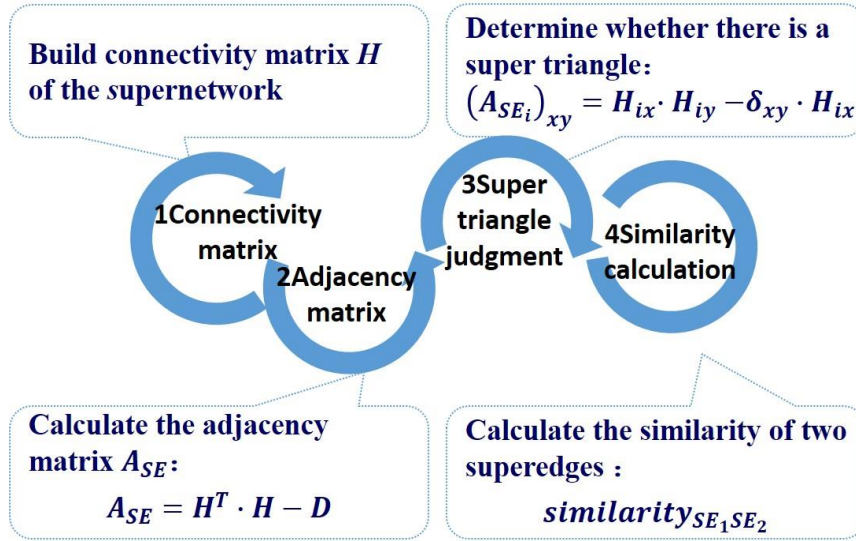 Build connectivity matrix H
of the supernetwork
Determine whether there is a
super triangle：
(A_{SE_i})_{xy} = H_{ix} · H_{iy} − δ_{xy} · H_{ix}
1Connectivity
matrix
2Adjacency
matrix
3Super
triangle
judgment
4Similarity
calculation
Calculate the adjacency
matrix A_{SE}：
A_{SE} = H^T · H − D
Calculate the similarity of two
superedges：
similarity_{SE_1SE_2}